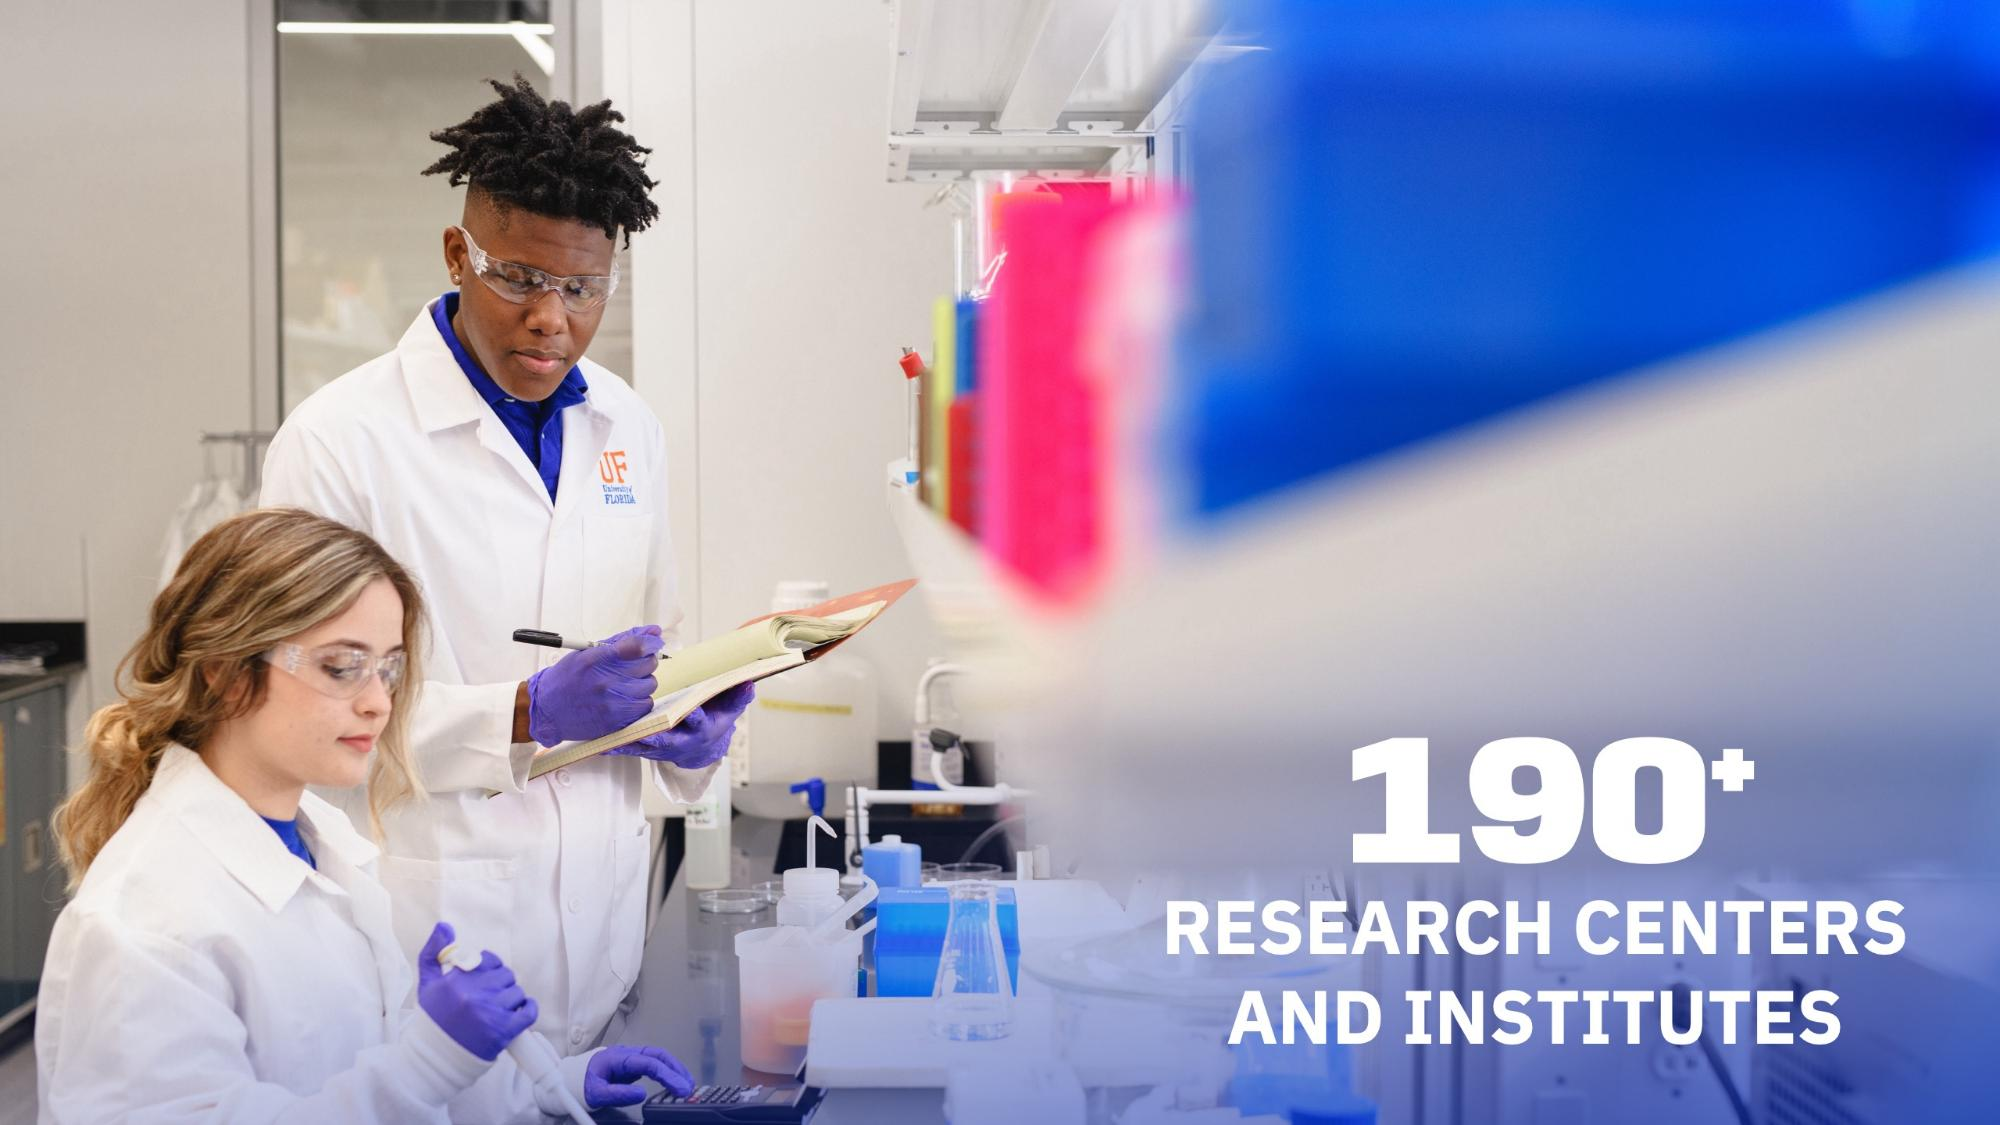 UF
University of
FLORIDA
190+
RESEARCH CENTERS
AND INSTITUTES